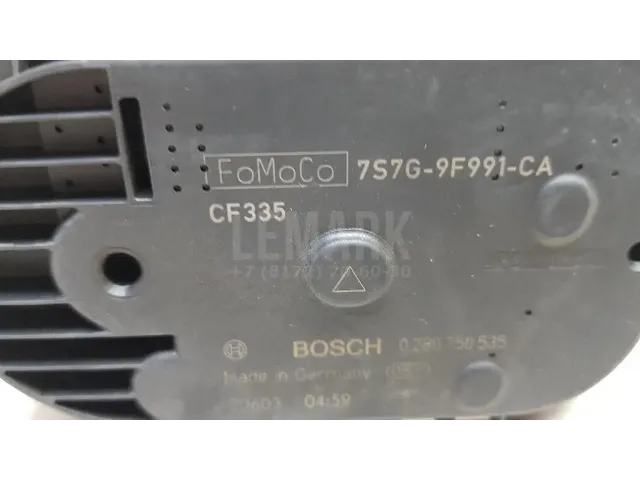 FoMoCo 7S7G-9F991-CA
CF335
LEMARK
BOSCH 0 280 750 535
Made in Germany
04:59